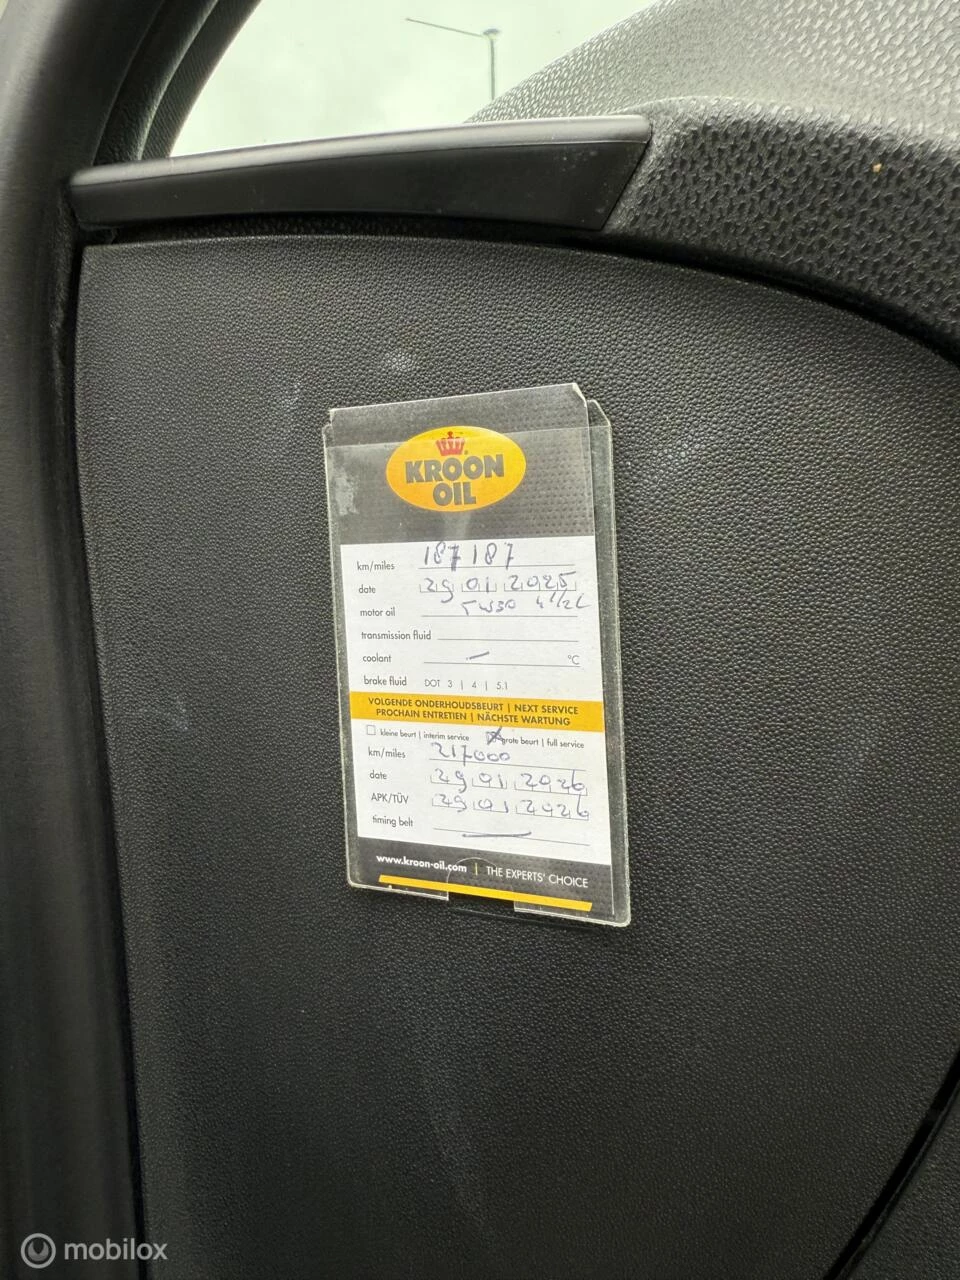 KROON
OIL
km/miles 187187
date 29 01 2025
motor oil 5w30 4 1/2 L
transmission fluid
coolant — °C
brake fluid DOT 3 | 4 | 5.1
VOLGENDE ONDERHOUDSBEURT | NEXT SERVICE
PROCHAIN ENTRETIEN | NÄCHSTE WARTUNG
kleine beurt | interim service grote beurt | full service
km/miles 217000
date 29 01 2026
APK/TÜV 29 01 2026
timing belt —
www.kroon-oil.com | THE EXPERTS' CHOICE
mobilox